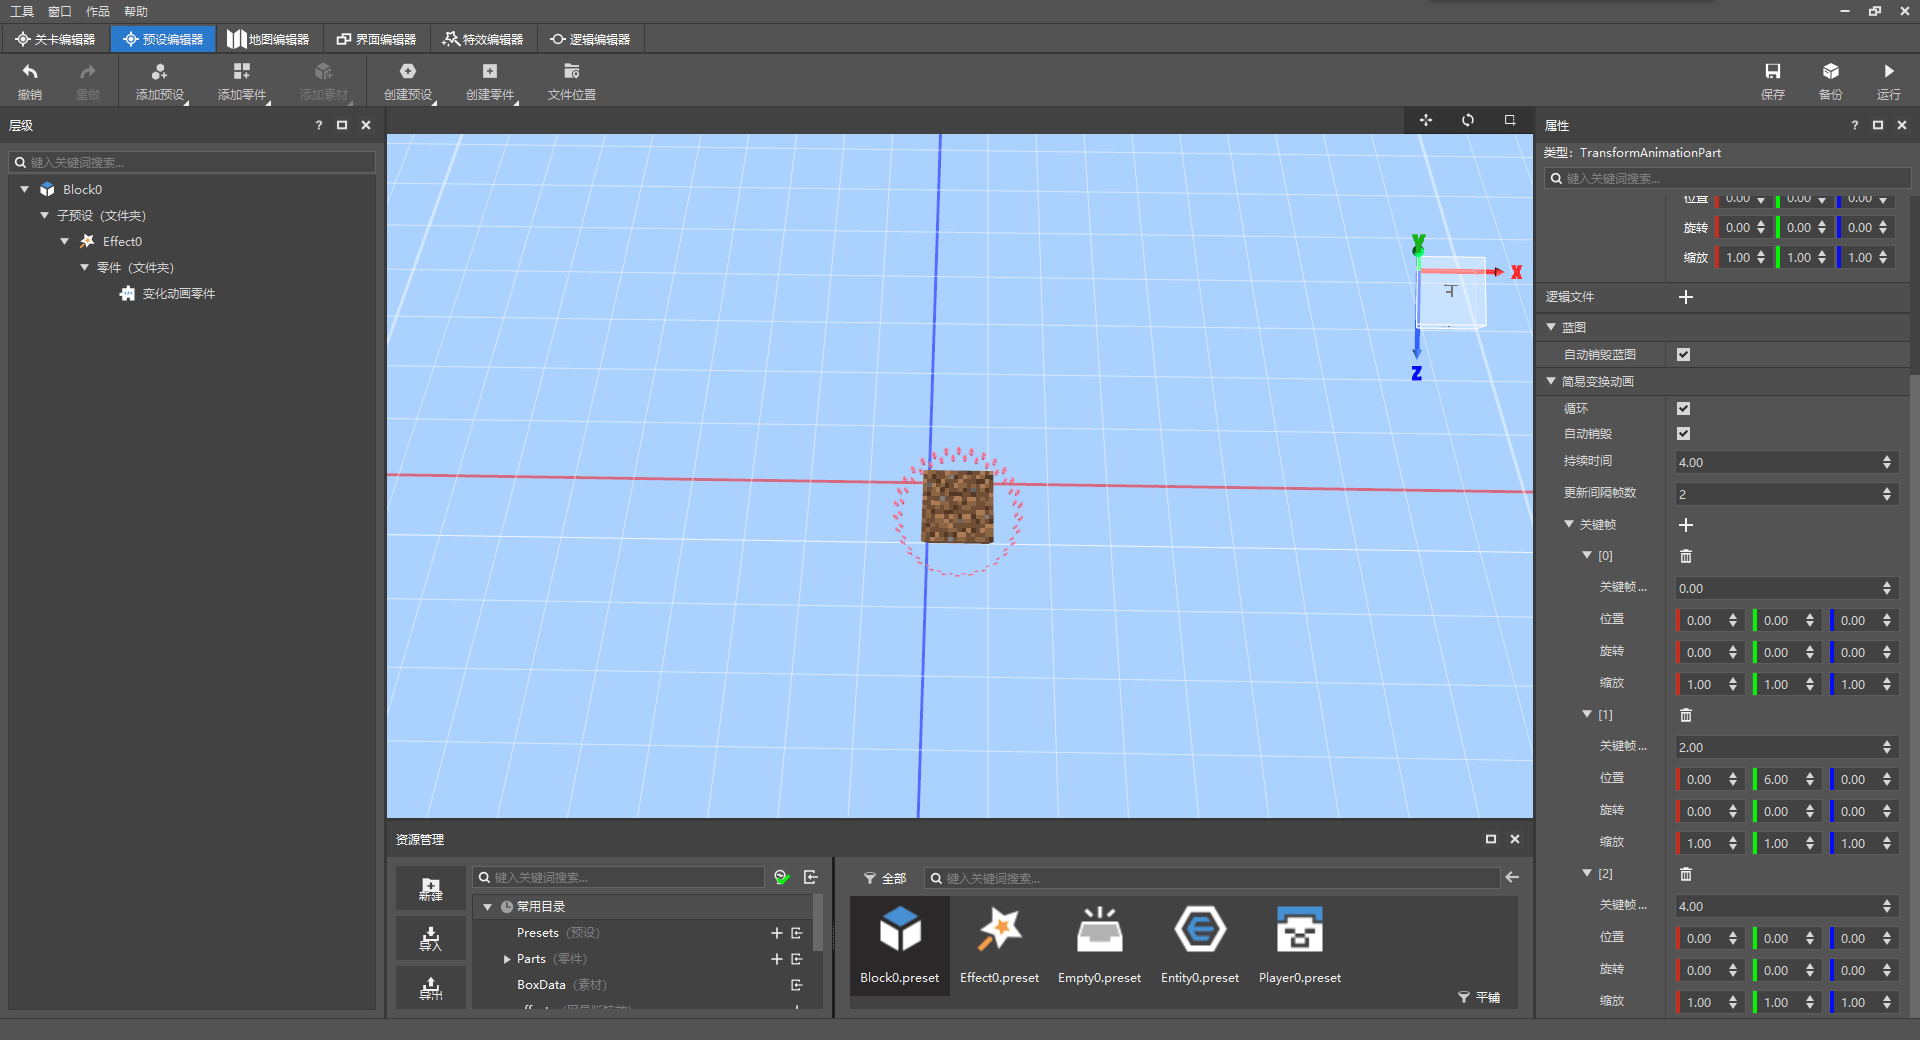 工具 窗口 作品 帮助
关卡编辑器 预设编辑器 地图编辑器 界面编辑器 特效编辑器 逻辑编辑器
撤销 重做 添加预设 添加零件 添加素材 创建预设 创建零件 文件位置 保存 备份 运行
层级 ?
键入关键词搜索...
Block0
子预设 (文件夹)
Effect0
零件 (文件夹)
变化动画零件
Y
X
Z
资源管理
新建
导入
导出
键入关键词搜索...
常用目录
Presets (预设)
Parts (零件)
BoxData (素材)
全部
键入关键词搜索...
Block0.preset Effect0.preset Empty0.preset Entity0.preset Player0.preset
平铺
属性 ?
类型: TransformAnimationPart
键入关键词搜索...
位置 0.00 0.00 0.00
旋转 0.00 0.00 0.00
缩放 1.00 1.00 1.00
逻辑文件
蓝图
自动销毁蓝图
简易变换动画
循环
自动销毁
持续时间 4.00
更新间隔帧数 2
关键帧
[0]
关键帧... 0.00
位置 0.00 0.00 0.00
旋转 0.00 0.00 0.00
缩放 1.00 1.00 1.00
[1]
关键帧... 2.00
位置 0.00 6.00 0.00
旋转 0.00 0.00 0.00
缩放 1.00 1.00 1.00
[2]
关键帧... 4.00
位置 0.00 0.00 0.00
旋转 0.00 0.00 0.00
缩放 1.00 1.00 1.00